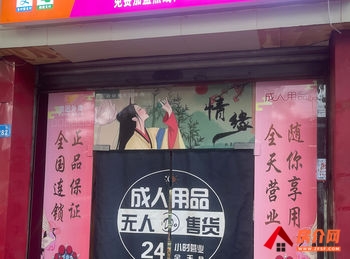 免费加盟热线
情缘
成人用品
正品保证
全国连锁
随你享用
全天营业
成人用品
无人售货
24小时营业